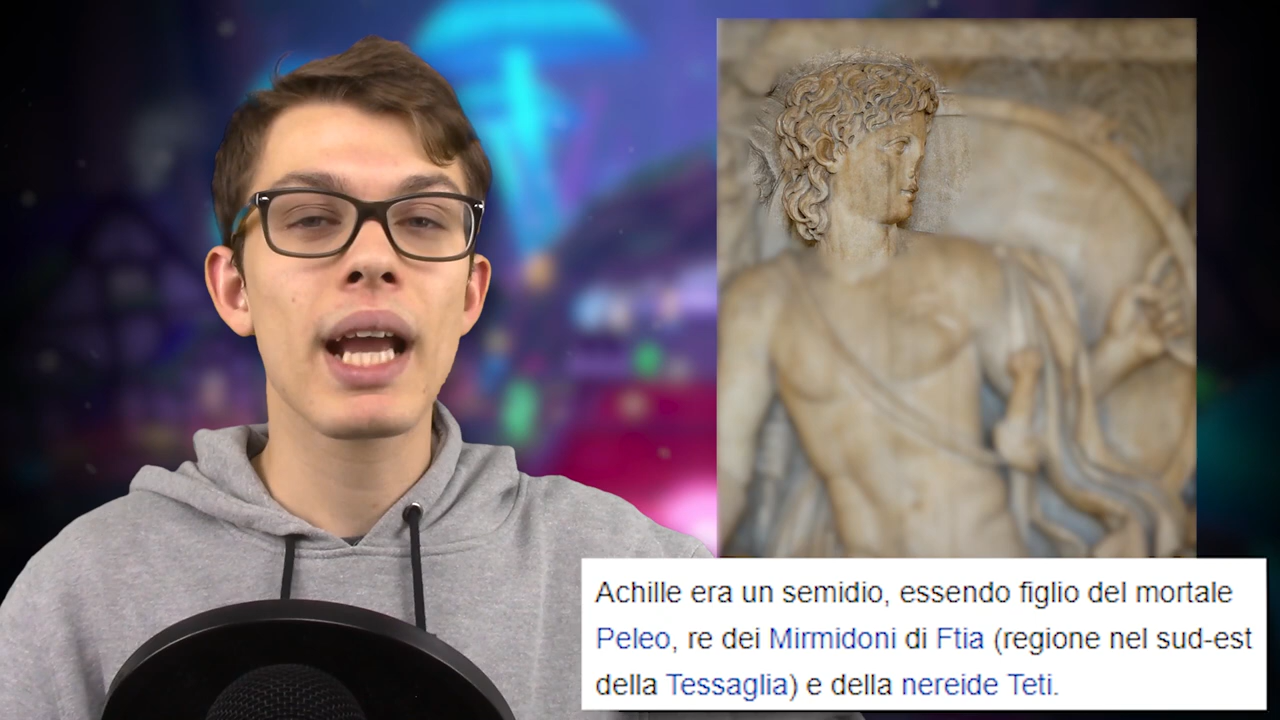 Achille era un semidio, essendo figlio del mortale
Peleo, re dei Mirmidoni di Ftia (regione nel sud-est
della Tessaglia) e della nereide Teti.